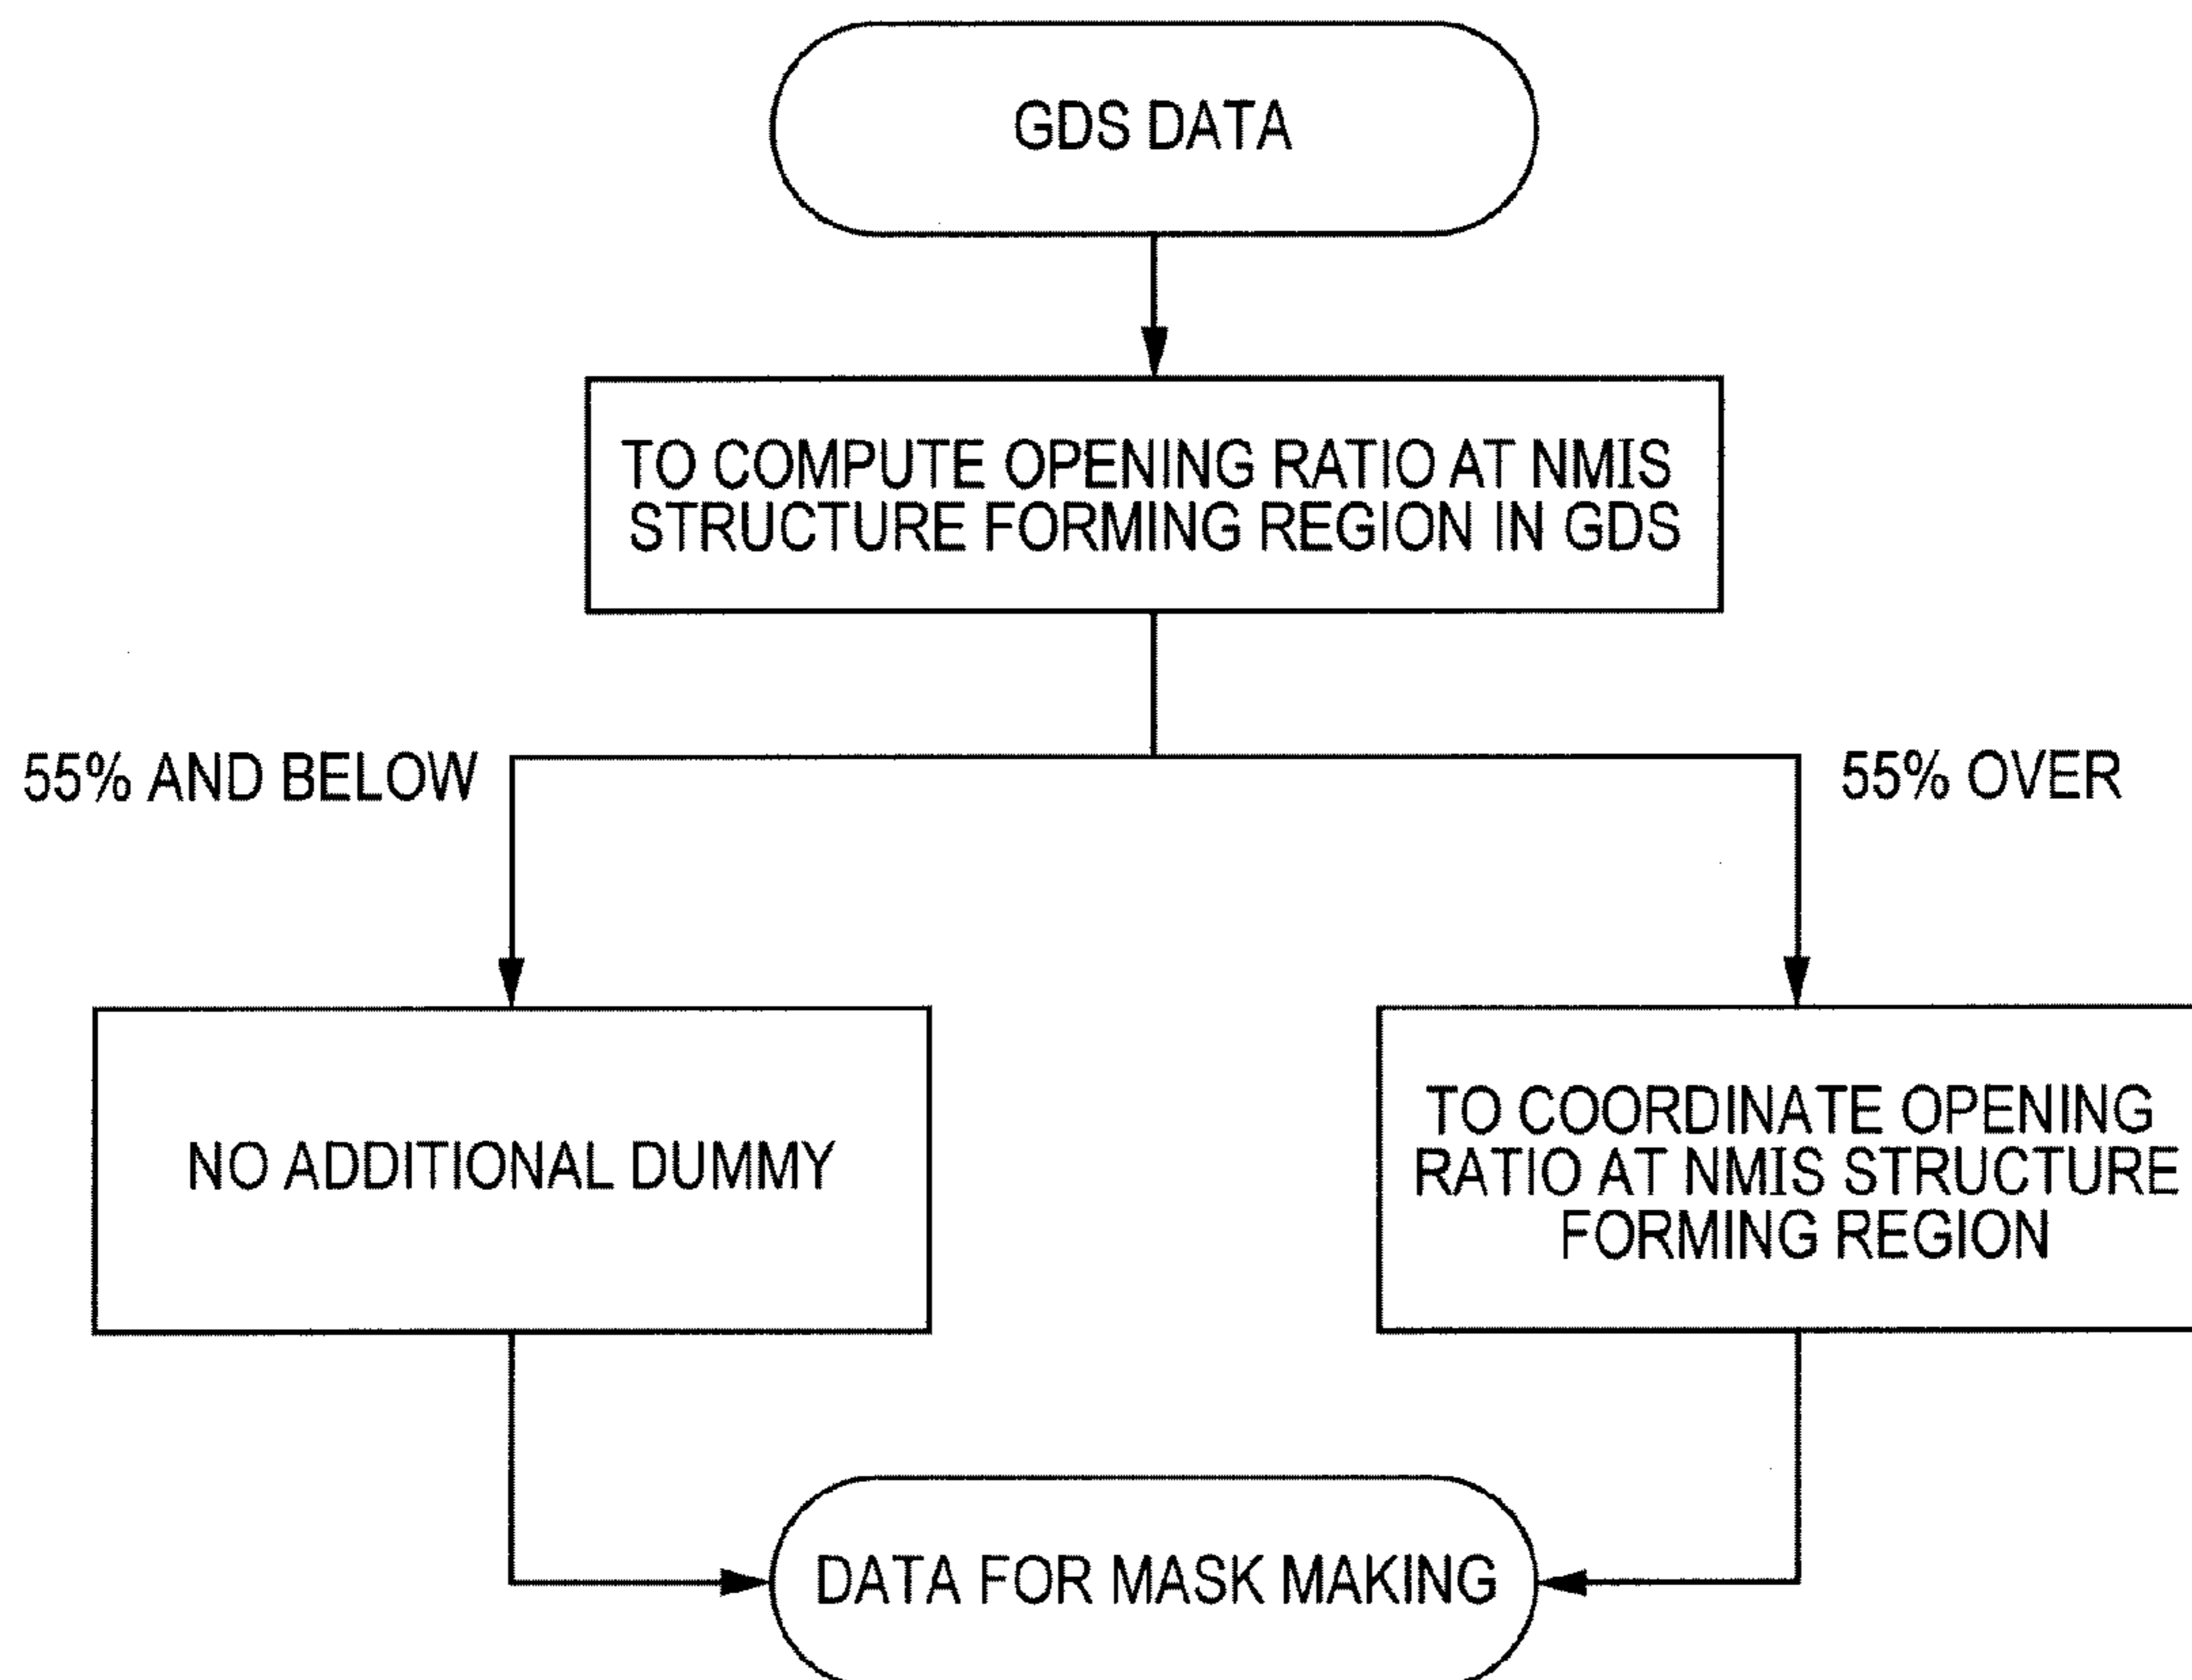 GDS DATA
TO COMPUTE OPENING RATIO AT NMIS
STRUCTURE FORMING REGION IN GDS
55% AND BELOW
55% OVER
NO ADDITIONAL DUMMY
TO COORDINATE OPENING
RATIO AT NMIS STRUCTURE
FORMING REGION
DATA FOR MASK MAKING